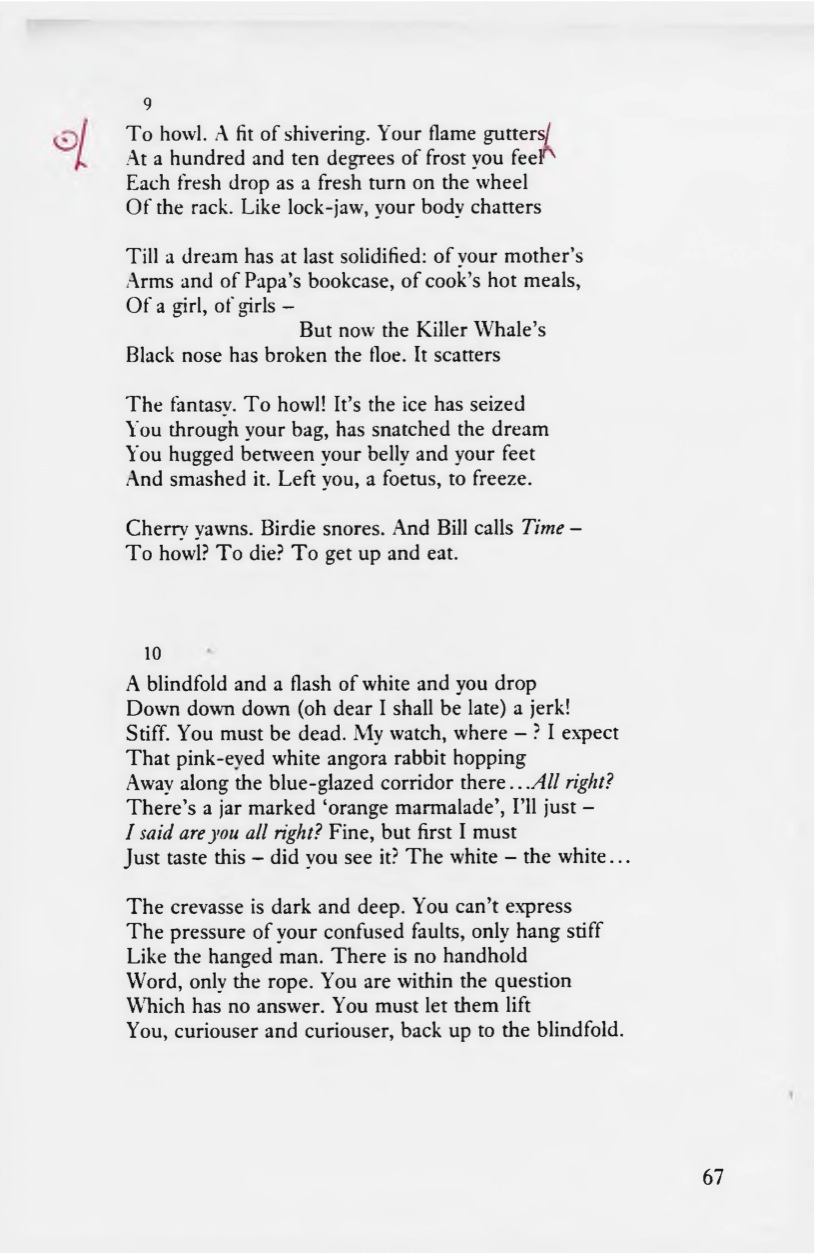 9
To howl. A fit of shivering. Your flame gutters
At a hundred and ten degrees of frost you feel
Each fresh drop as a fresh turn on the wheel
Of the rack. Like lock-jaw, your body chatters
Till a dream has at last solidified: of your mother's
Arms and of Papa's bookcase, of cook's hot meals,
Of a girl, of girls –
But now the Killer Whale's
Black nose has broken the floe. It scatters
The fantasy. To howl! It's the ice has seized
You through your bag, has snatched the dream
You hugged between your belly and your feet
And smashed it. Left you, a foetus, to freeze.
Cherry yawns. Birdie snores. And Bill calls Time –
To howl? To die? To get up and eat.
10
A blindfold and a flash of white and you drop
Down down down (oh dear I shall be late) a jerk!
Stiff. You must be dead. My watch, where – ? I expect
That pink-eyed white angora rabbit hopping
Away along the blue-glazed corridor there...All right?
There's a jar marked 'orange marmalade', I'll just –
I said are you all right? Fine, but first I must
Just taste this – did you see it? The white – the white...
The crevasse is dark and deep. You can't express
The pressure of your confused faults, only hang stiff
Like the hanged man. There is no handhold
Word, only the rope. You are within the question
Which has no answer. You must let them lift
You, curiouser and curiouser, back up to the blindfold.
67